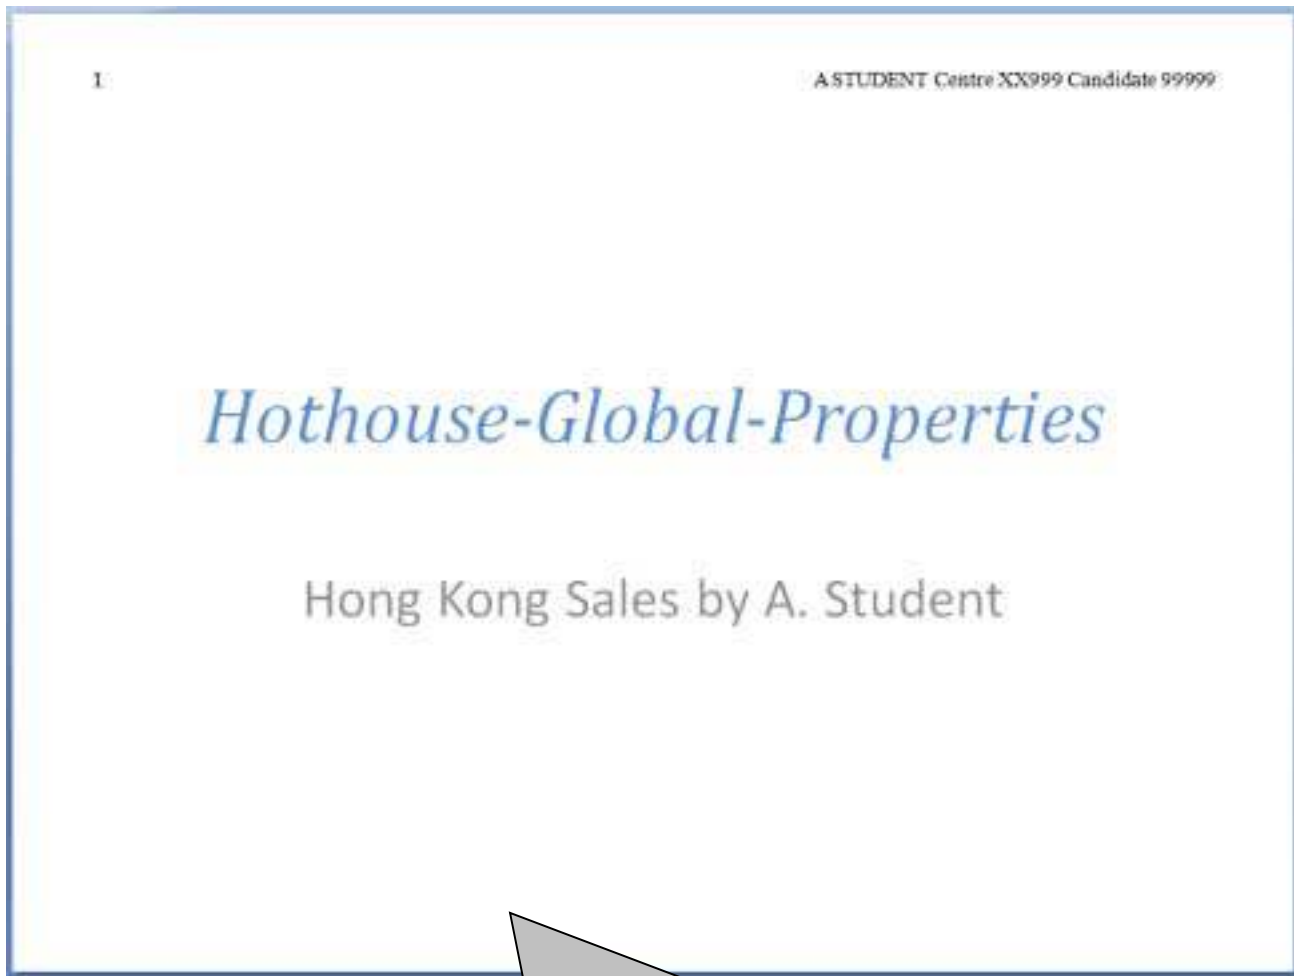 1 A STUDENT Centre XX999 Candidate 99999
Hothouse-Global-Properties
Hong Kong Sales by A. Student